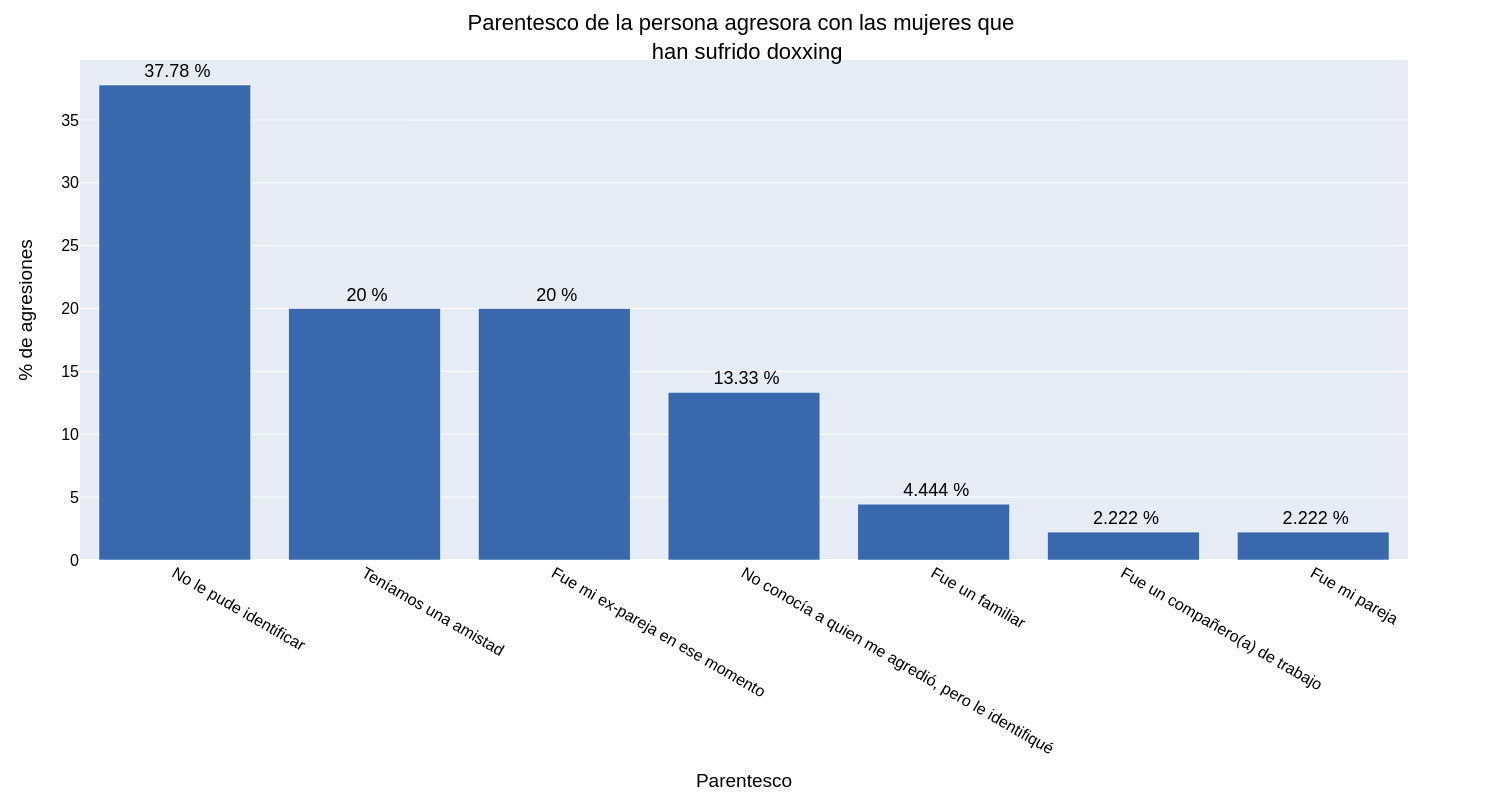 Parentesco de la persona agresora con las mujeres que
han sufrido doxxing
37.78 %
20 %
20 %
13.33 %
4.444 %
2.222 %
2.222 %
35
30
25
20
15
10
5
0
% de agresiones
No le pude identificar
Teníamos una amistad
Fue mi ex-pareja en ese momento
No conocía a quien me agredió, pero le identifiqué
Fue un familiar
Fue un compañero(a) de trabajo
Fue mi pareja
Parentesco